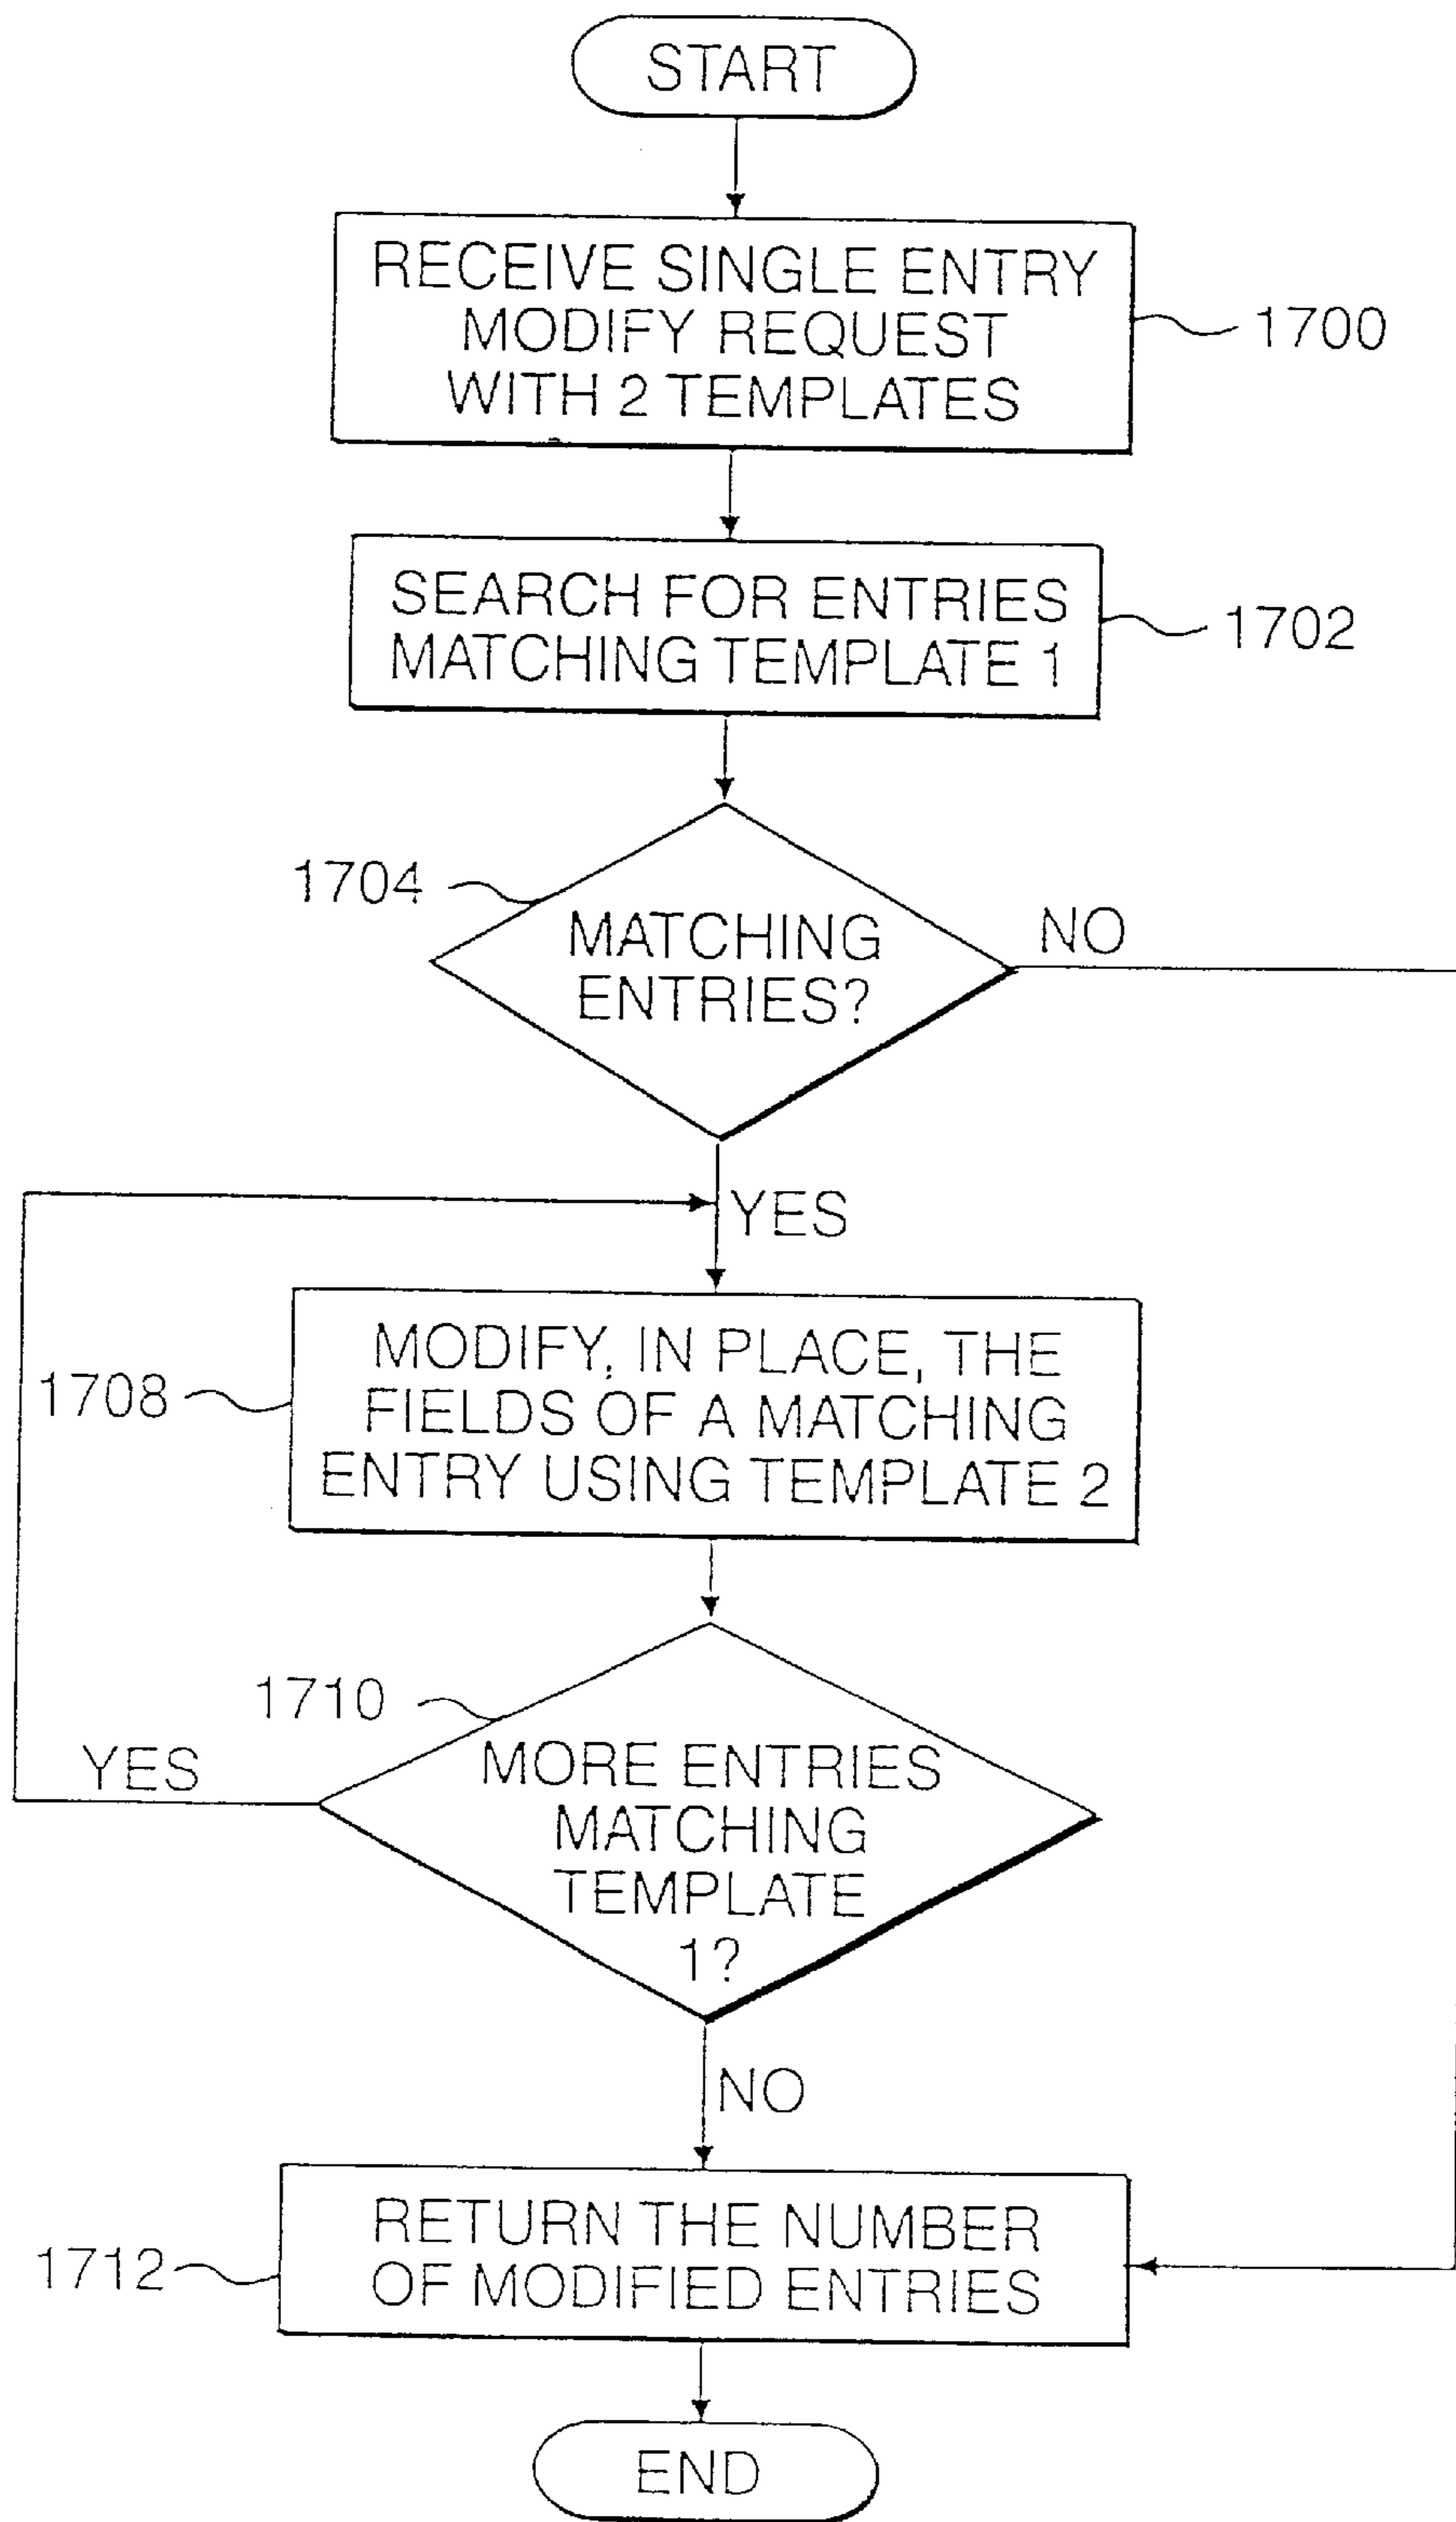 START
RECEIVE SINGLE ENTRY
MODIFY REQUEST
WITH 2 TEMPLATES
1700
SEARCH FOR ENTRIES
MATCHING TEMPLATE 1
1702
1704
MATCHING
ENTRIES?
NO
YES
MODIFY, IN PLACE, THE
FIELDS OF A MATCHING
ENTRY USING TEMPLATE 2
1708
1710
MORE ENTRIES
MATCHING
TEMPLATE
1?
YES
NO
RETURN THE NUMBER
OF MODIFIED ENTRIES
1712
END